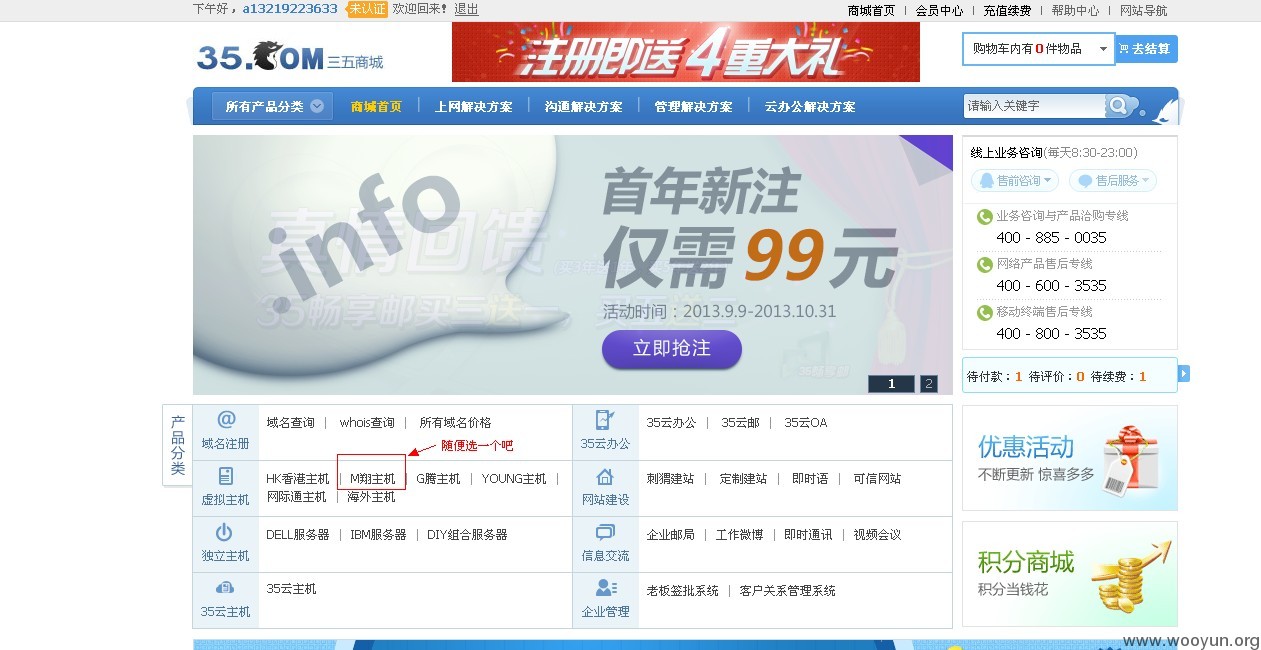 下午好，a13219223633 未认证 欢迎回来! 退出
商城首页 | 会员中心 | 充值续费 | 帮助中心 | 网站导航
35.COM 三五商城
注册即送4重大礼
购物车内有0件物品 去结算
所有产品分类 商城首页 | 上网解决方案 | 沟通解决方案 | 管理解决方案 | 云办公解决方案
请输入关键字
.info
首年新注
仅需99元
真情回馈
35畅享邮买二送一，买五送三
活动时间：2013.9.9-2013.10.31
立即抢注
1 2
线上业务咨询(每天8:30-23:00)
售前咨询 售后服务
业务咨询与产品洽购专线
400 - 885 - 0035
网络产品售后专线
400 - 600 - 3535
移动终端售后专线
400 - 800 - 3535
待付款：1 待评价：0 待续费：1
产品分类
域名注册
域名查询 | whois查询 | 所有域名价格
随便选一个吧
虚拟主机
HK香港主机 | M翔主机 | G腾主机 | YOUNG主机 |
网际通主机 | 海外主机
独立主机
DELL服务器 | IBM服务器 | DIY组合服务器
35云主机
35云主机
35云办公
35云办公 | 35云邮 | 35云OA
网站建设
刺猬建站 | 定制建站 | 即时语 | 可信网站
信息交流
企业邮局 | 工作微博 | 即时通讯 | 视频会议
企业管理
老板签批系统 | 客户关系管理系统
优惠活动
不断更新 惊喜多多
积分商城
积分当钱花
www.wooyun.org